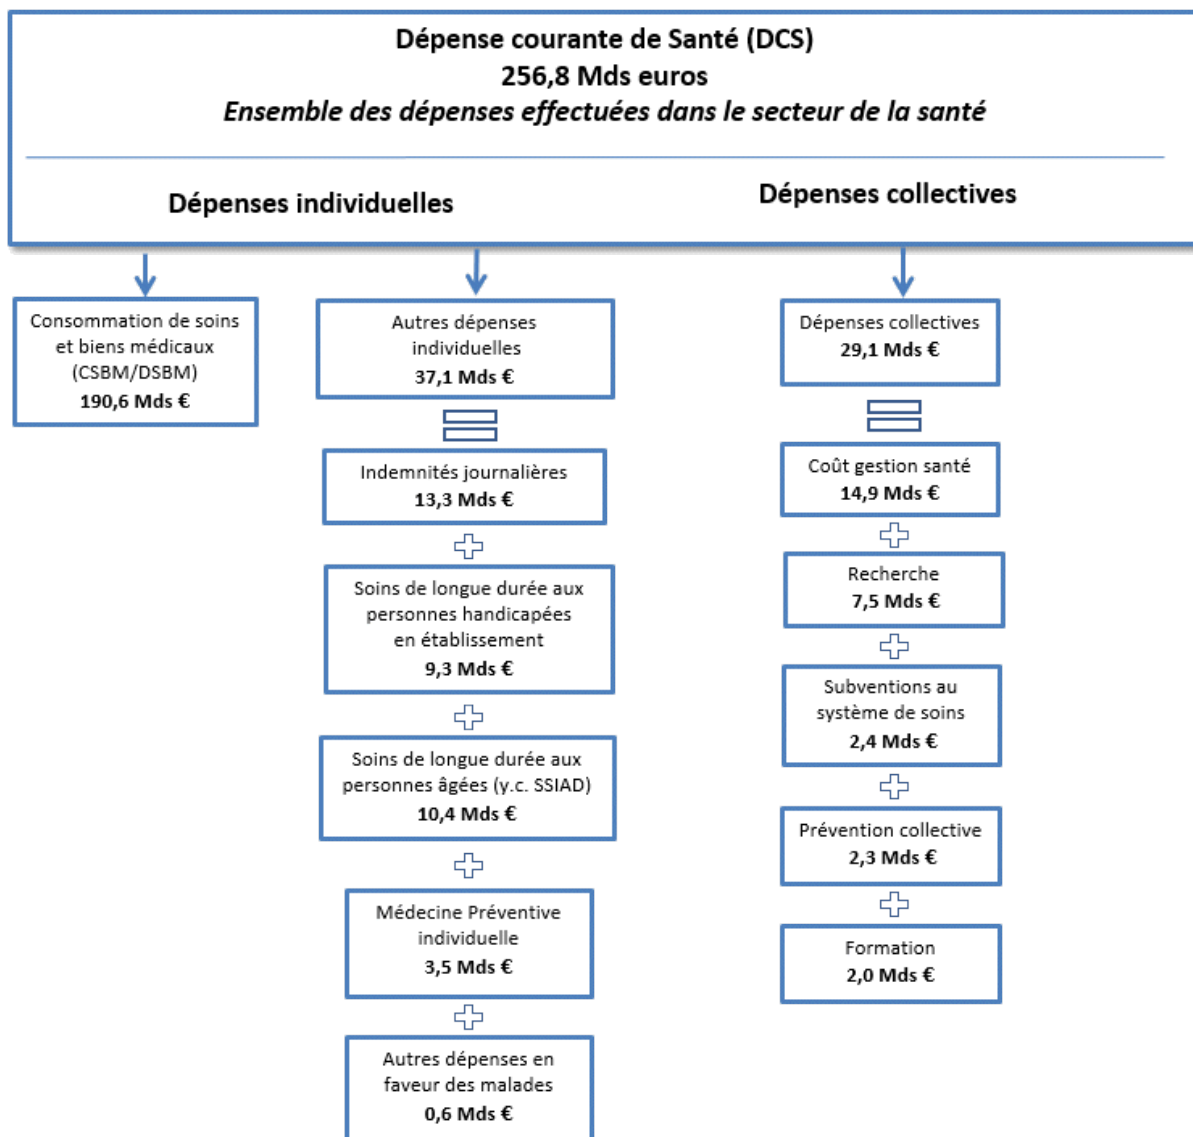 Dépense courante de Santé (DCS)
256,8 Mds euros
Ensemble des dépenses effectuées dans le secteur de la santé
Dépenses individuelles
Dépenses collectives
Consommation de soins
et biens médicaux
(CSBM/DSBM)
190,6 Mds €
Autres dépenses
individuelles
37,1 Mds €
Indemnités journalières
13,3 Mds €
Soins de longue durée aux
personnes handicapées
en établissement
9,3 Mds €
Soins de longue durée aux
personnes âgées (y.c. SSIAD)
10,4 Mds €
Médecine Préventive
individuelle
3,5 Mds €
Autres dépenses en
faveur des malades
0,6 Mds €
Dépenses collectives
29,1 Mds €
Coût gestion santé
14,9 Mds €
Recherche
7,5 Mds €
Subventions au
système de soins
2,4 Mds €
Prévention collective
2,3 Mds €
Formation
2,0 Mds €